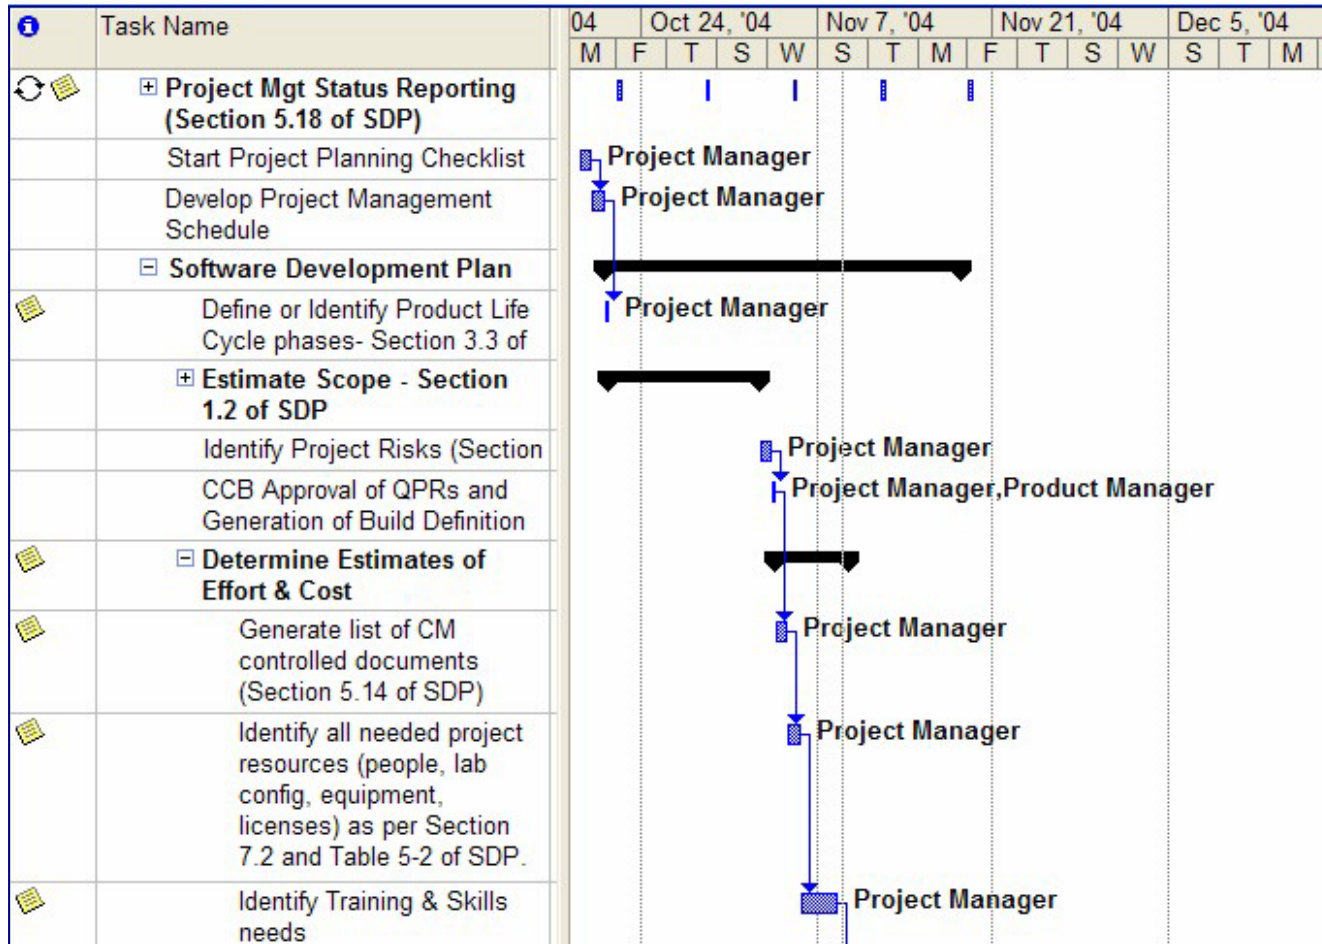 Task Name
04
Oct 24, '04
Nov 7, '04
Nov 21, '04
Dec 5, '04
M F T S W S T M F T S W S T M
Project Mgt Status Reporting
(Section 5.18 of SDP)
Start Project Planning Checklist
Project Manager
Develop Project Management
Schedule
Project Manager
Software Development Plan
Define or Identify Product Life
Cycle phases- Section 3.3 of
Project Manager
Estimate Scope - Section
1.2 of SDP
Identify Project Risks (Section
Project Manager
CCB Approval of QPRs and
Generation of Build Definition
Project Manager,Product Manager
Determine Estimates of
Effort & Cost
Generate list of CM
controlled documents
(Section 5.14 of SDP)
Project Manager
Identify all needed project
resources (people, lab
config, equipment,
licenses) as per Section
7.2 and Table 5-2 of SDP.
Project Manager
Identify Training & Skills
needs
Project Manager